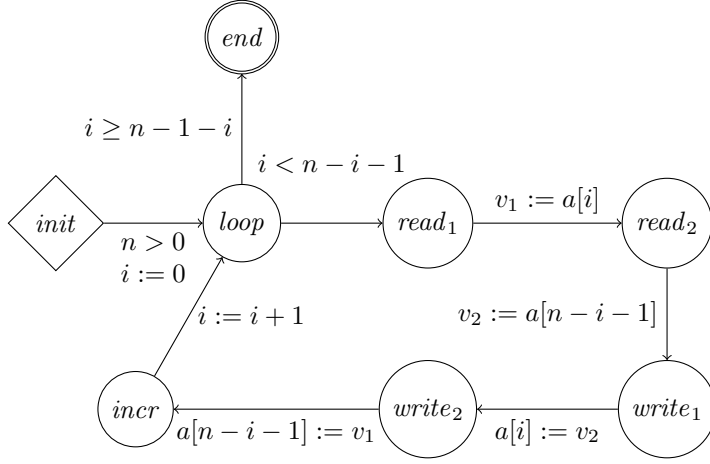 end
i ≥ n − 1 − i
i < n − i − 1
init
n > 0
i := 0
loop
read₁
v₁ := a[i]
read₂
i := i + 1
v₂ := a[n − i − 1]
incr
a[n − i − 1] := v₁
write₂
a[i] := v₂
write₁